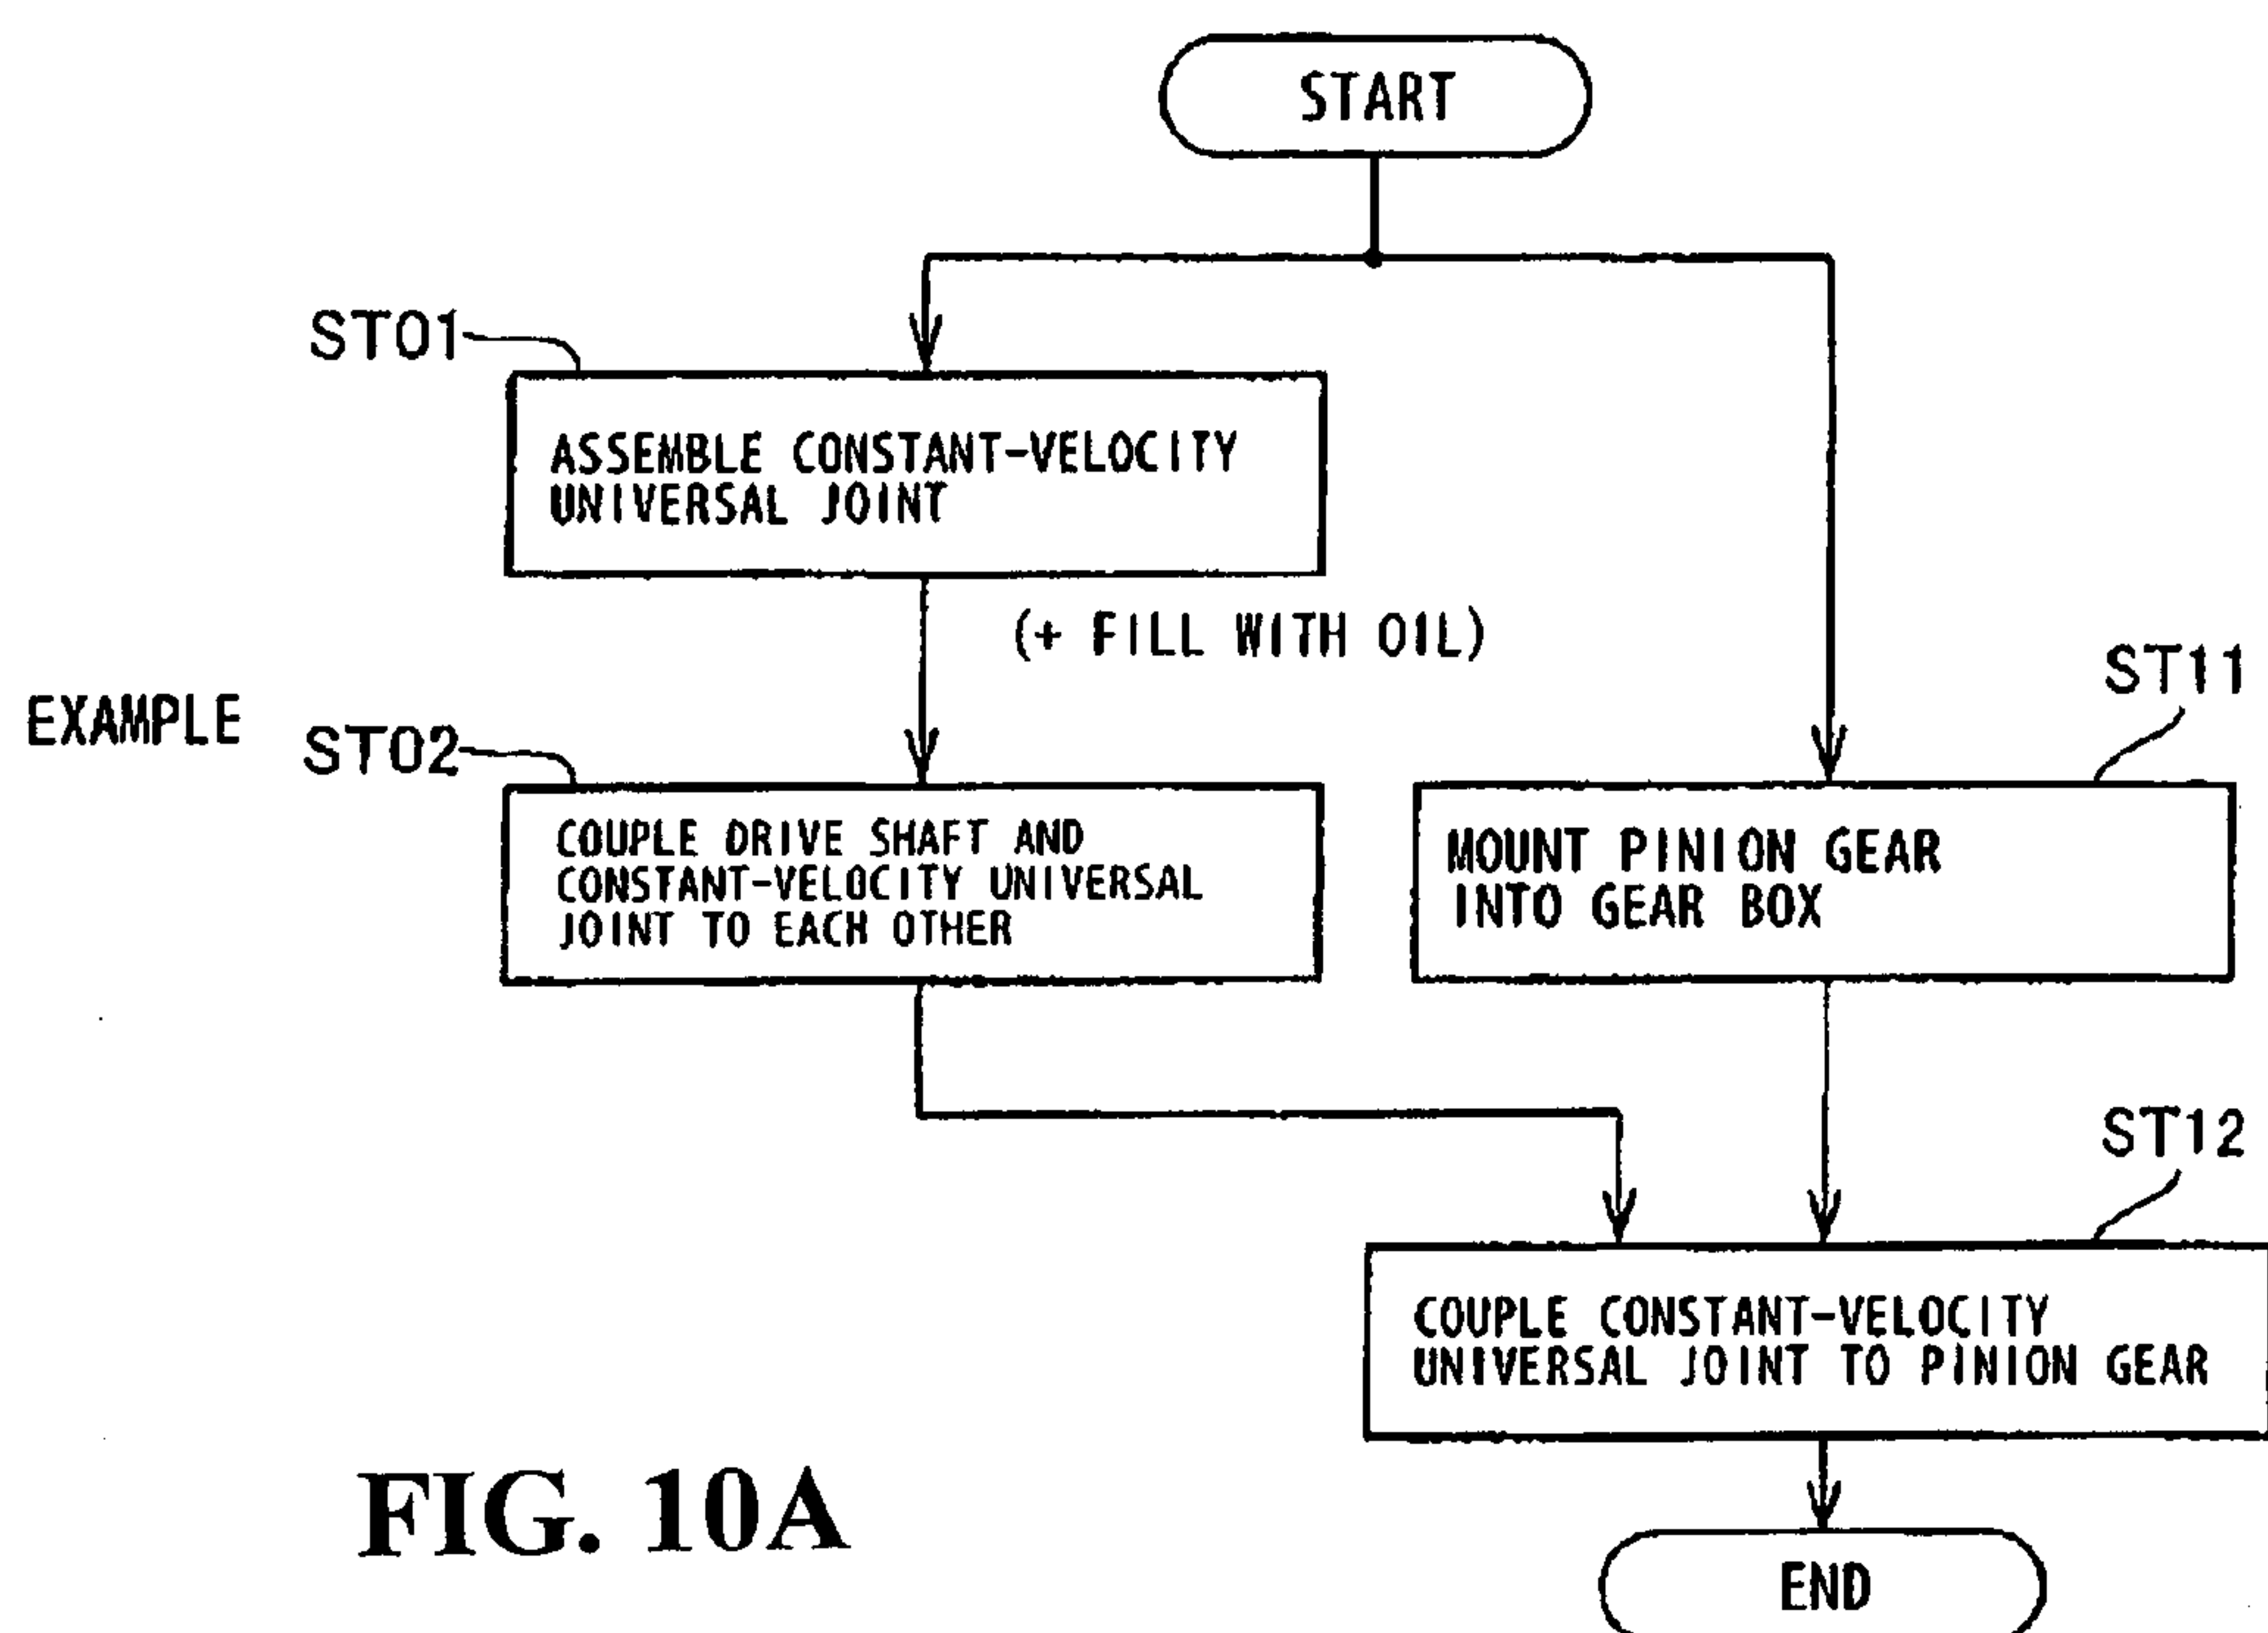 START
ST01
ASSEMBLE CONSTANT-VELOCITY
UNIVERSAL JOINT
(+ FILL WITH OIL)
EXAMPLE
ST02
COUPLE DRIVE SHAFT AND
CONSTANT-VELOCITY UNIVERSAL
JOINT TO EACH OTHER
ST11
MOUNT PINION GEAR
INTO GEAR BOX
ST12
COUPLE CONSTANT-VELOCITY
UNIVERSAL JOINT TO PINION GEAR
END
FIG. 10A